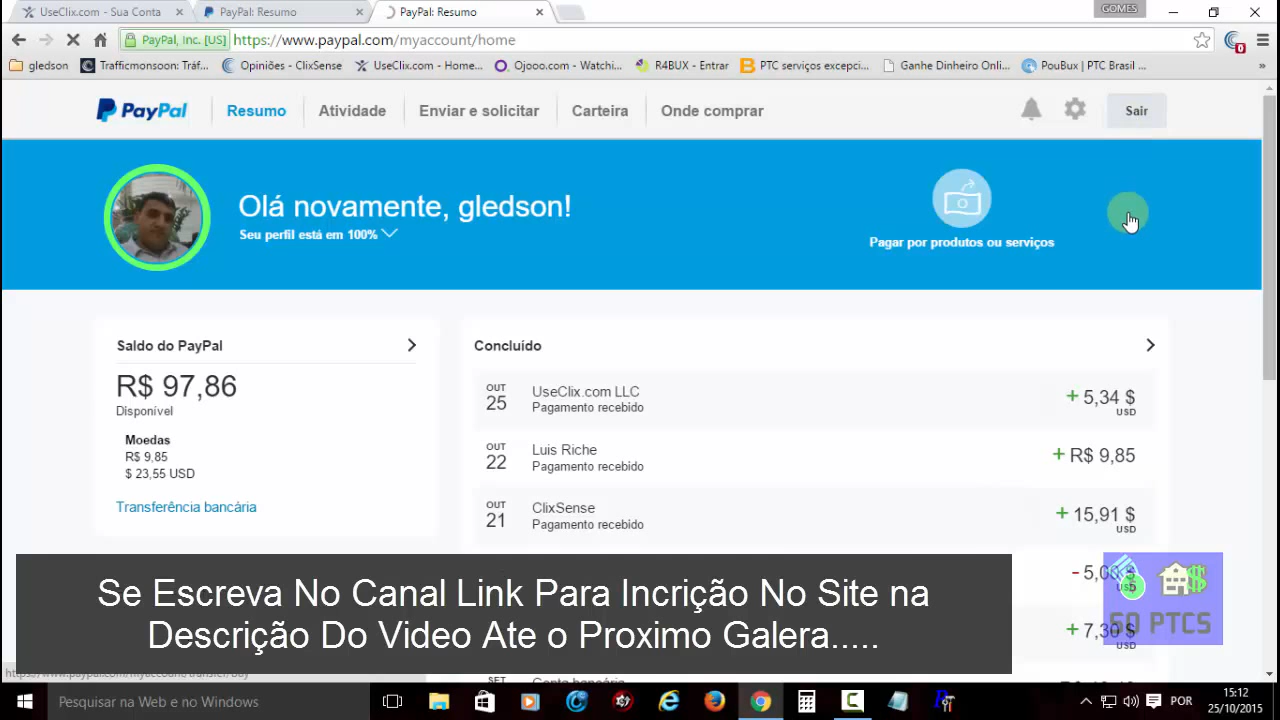 UseClix.com - Sua Conta
PayPal: Resumo
PayPal: Resumo
GOMES
PayPal, Inc. [US]
https://www.paypal.com/myaccount/home
0
gledson
Trafficmonsoon: Tráf...
Opiniões - ClixSense
UseClix.com - Home...
Ojooo.com - Watchi...
R4BUX - Entrar
PTC serviços excepci...
Ganhe Dinheiro Onli...
PouBux | PTC Brasil ...
PayPal
Resumo
Atividade
Enviar e solicitar
Carteira
Onde comprar
Sair
Olá novamente, gledson!
Seu perfil está em 100%
Pagar por produtos ou serviços
Saldo do PayPal
R$ 97,86
Disponível
Moedas
R$ 9,85
$ 23,55 USD
Transferência bancária
Concluído
OUT
25
UseClix.com LLC
Pagamento recebido
+ 5,34 $
USD
OUT
22
Luis Riche
Pagamento recebido
+ R$ 9,85
OUT
21
ClixSense
Pagamento recebido
+ 15,91 $
USD
+ 7,30 $
USD
Se Escreva No Canal Link Para Incrição No Site na
Descrição Do Video Ate o Proximo Galera.....
SO PTCS
Pesquisar na Web e no Windows
POR
15:12
25/10/2015